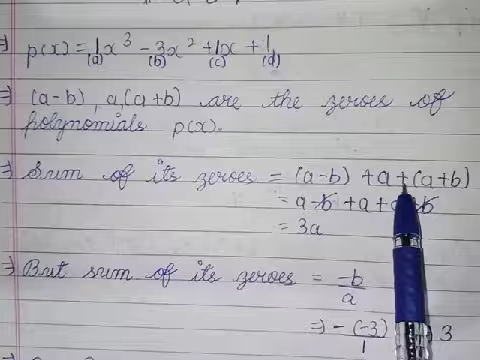 ⇒ p(x) = 1x³ - 3x² + 1x + 1
(a) (b) (c) (d)
⇒ (a-b), a, (a+b) are the zeroes of
polynomials p(x).
⇒ Sum of its zeroes = (a-b) + a + (a+b)
= a - b + a + b
= 3a
⇒ But sum of its zeroes = -b/a
⇒ -(-3)/1 3